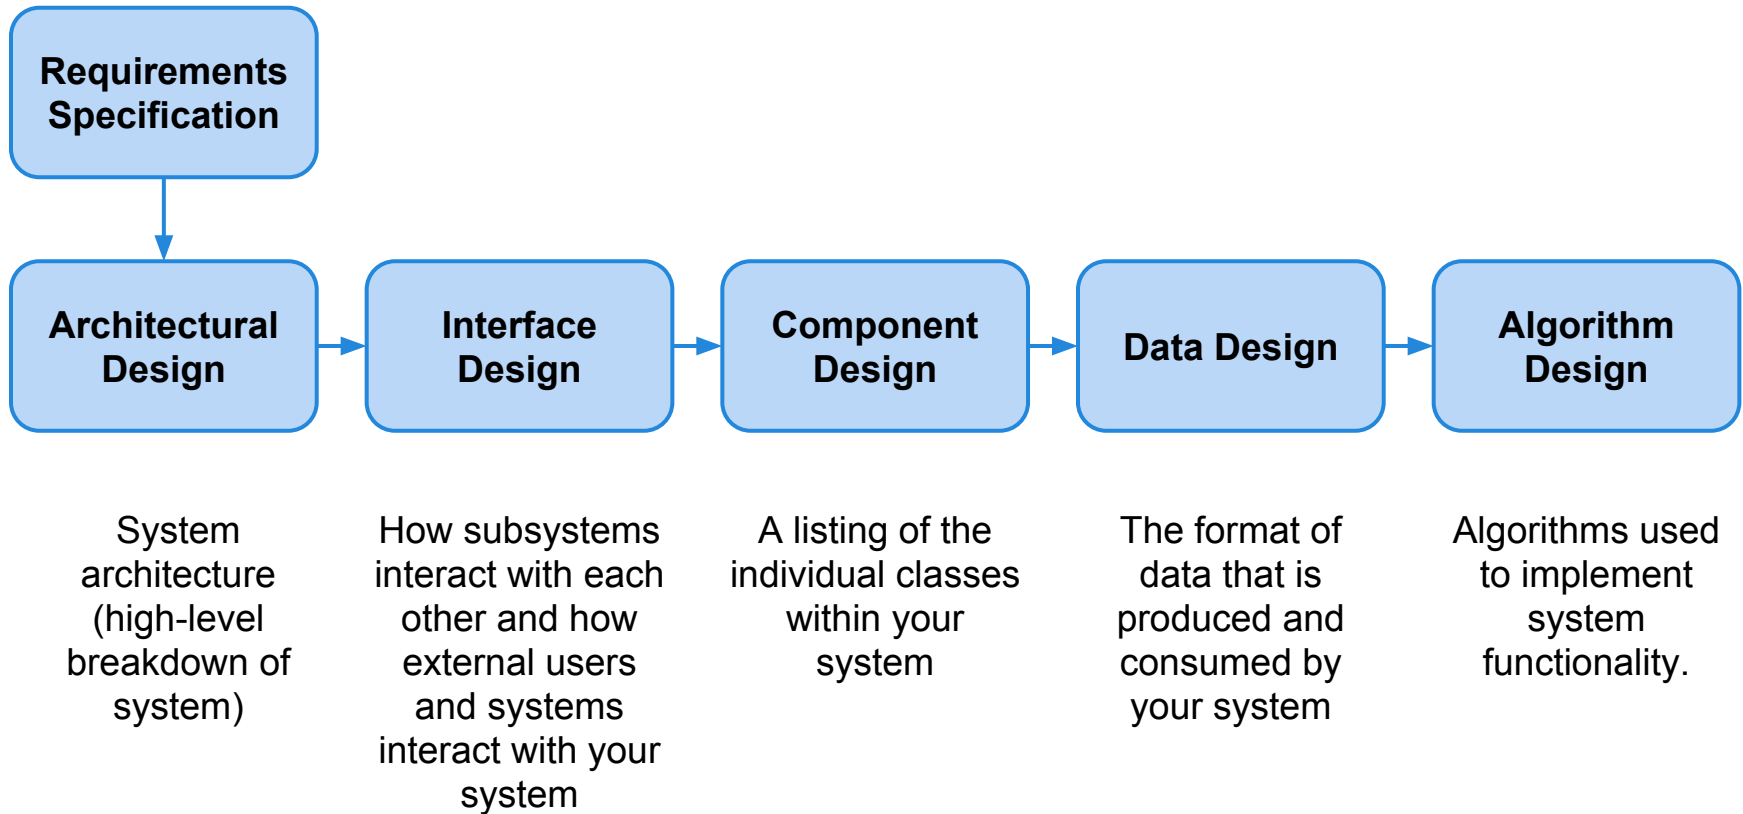 Requirements
Specification
Architectural
Design
Interface
Design
Component
Design
Data Design
Algorithm
Design
System
architecture
(high-level
breakdown of
system)
How subsystems
interact with each
other and how
external users
and systems
interact with your
system
A listing of the
individual classes
within your
system
The format of
data that is
produced and
consumed by
your system
Algorithms used
to implement
system
functionality.